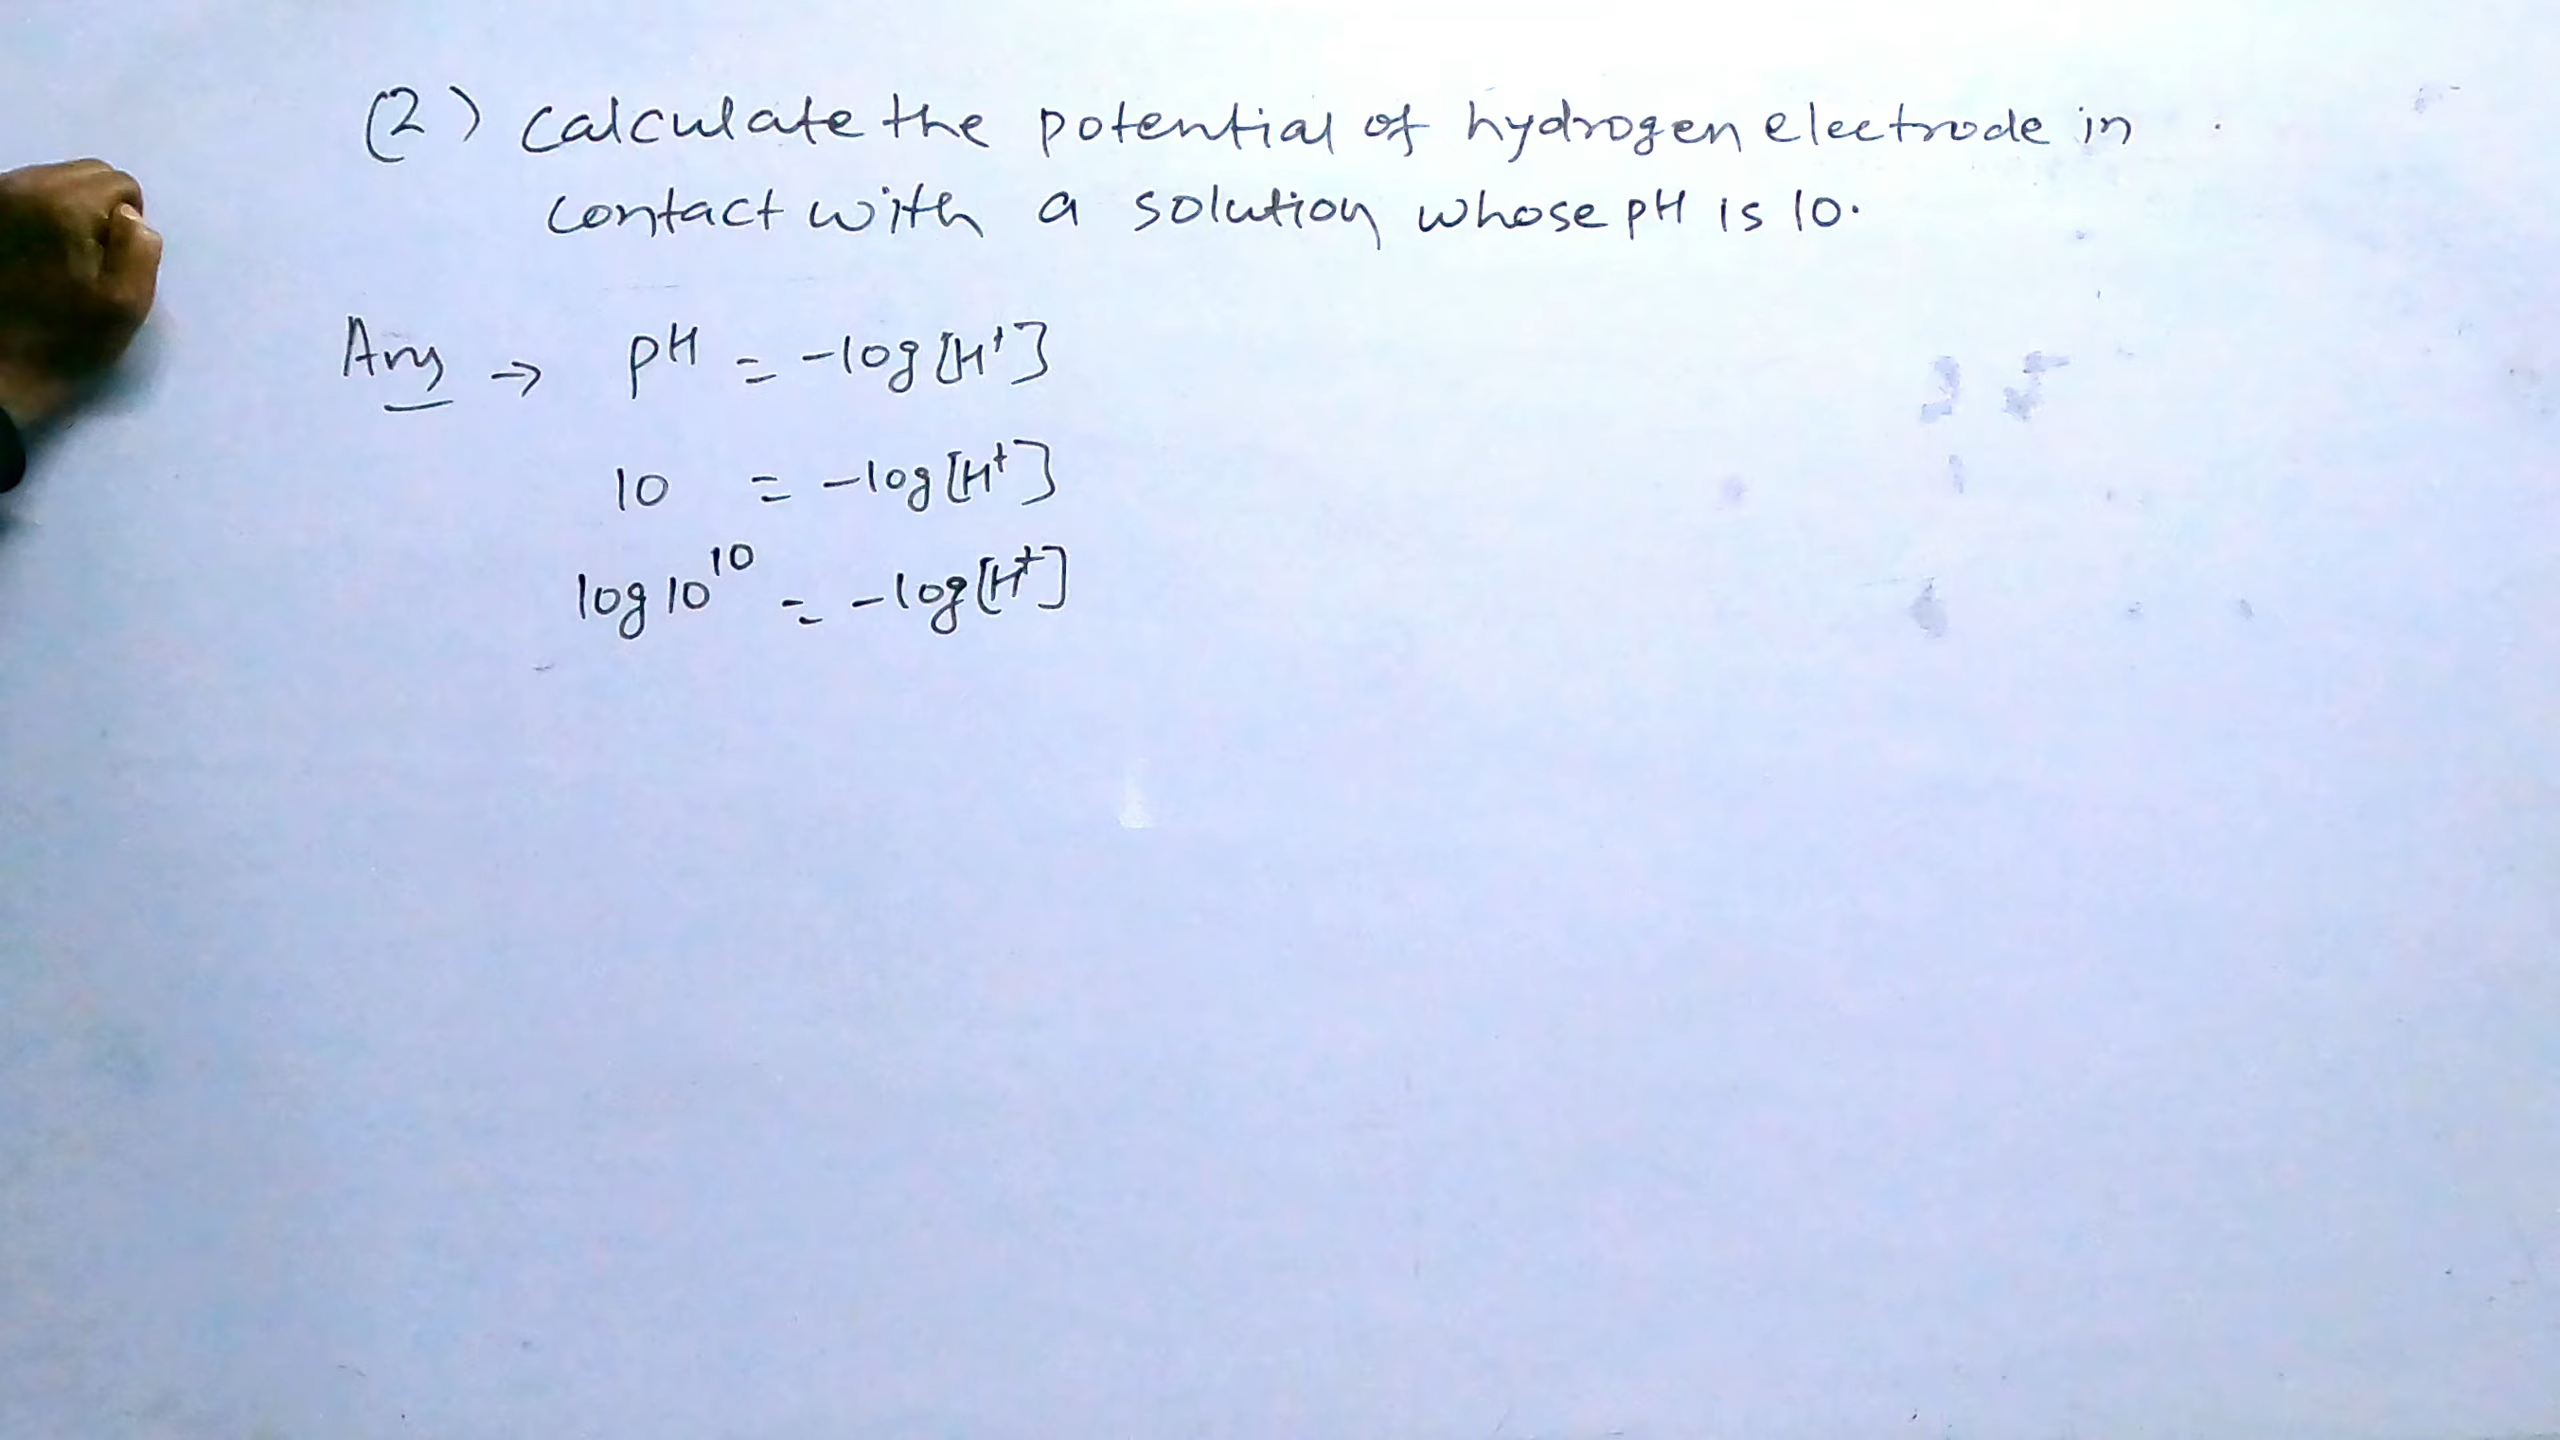 (2) Calculate the potential of hydrogen electrode in
contact with a solution whose pH is 10.
Ans → pH = -log [H⁺]
10 = -log [H⁺]
log 10¹⁰ = -log [H⁺]